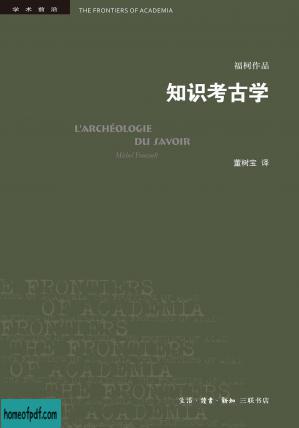 学术前沿 THE FRONTIERS OF ACADEMIA
福柯作品
知识考古学
L'ARCHÉOLOGIE
DU SAVOIR
Michel Foucault
董树宝 译
THE FRONTIERS
OF ACADEMIA
FRONTIERS
OF ACADEMIA
THE FRONTIERS
OF ACADEMIA
生活·讀書·新知 三联书店
homeofpdf.com